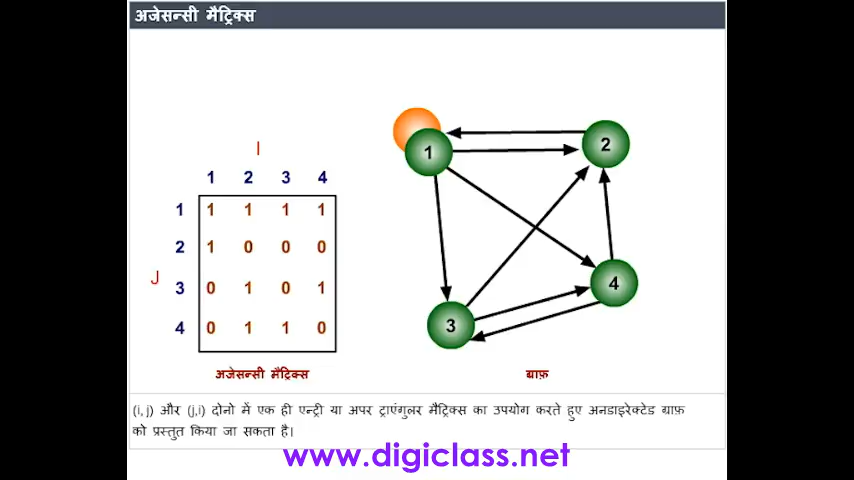 अजेसन्सी मैट्रिक्स
I
1 2 3 4
1 1 1 1 1
2 1 0 0 0
J
3 0 1 0 1
4 0 1 1 0
अजेसन्सी मैट्रिक्स
1
2
3
4
ग्राफ़
(i, j) और (j,i) दोनो में एक ही एन्ट्री या अपर ट्राएंगुलर मैट्रिक्स का उपयोग करते हुए अनडाइरेक्टेड ग्राफ़
को प्रस्तुत किया जा सकता है।
www.digiclass.net